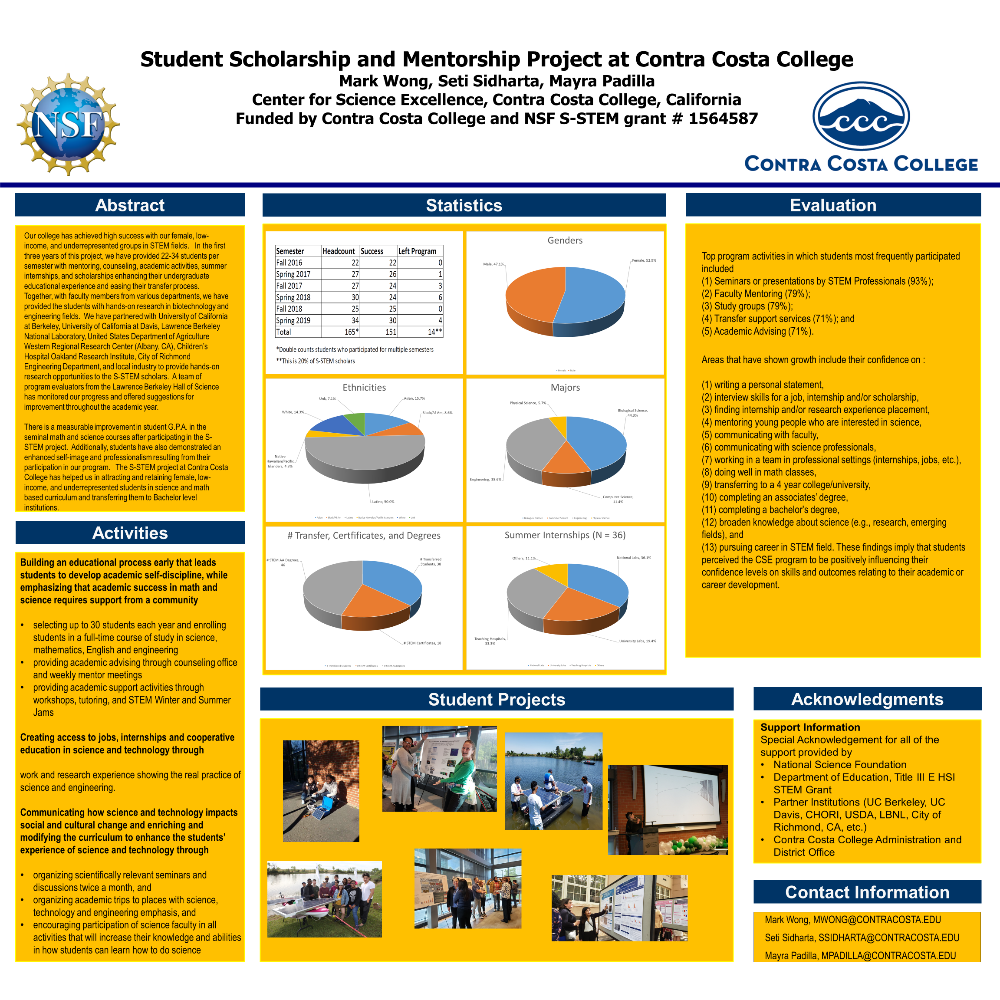 Student Scholarship and Mentorship Project at Contra Costa College
Mark Wong, Seti Sidharta, Mayra Padilla
Center for Science Excellence, Contra Costa College, California
Funded by Contra Costa College and NSF S-STEM grant # 1564587
NSF
CCC
CONTRA COSTA COLLEGE
Abstract
Our college has achieved high success with our female, low-
income, and underrepresented groups in STEM fields. In the first
three years of this project, we have provided 22-34 students per
semester with mentoring, counseling, academic activities, summer
internships, and scholarships enhancing their undergraduate
educational experience and easing their transfer process.
Together, with faculty members from various departments, we have
provided the students with hands-on research in biotechnology and
engineering fields. We have partnered with University of California
at Berkeley, University of California at Davis, Lawrence Berkeley
National Laboratory, United States Department of Agriculture
Western Regional Research Center (Albany, CA), Children's
Hospital Oakland Research Institute, City of Richmond
Engineering Department, and local industry to provide hands-on
research opportunities to the S-STEM scholars. A team of
program evaluators from the Lawrence Berkeley Hall of Science
has monitored our progress and offered suggestions for
improvement throughout the academic year.
There is a measurable improvement in student G.P.A. in the
seminal math and science courses after participating in the S-
STEM project. Additionally, students have also demonstrated an
enhanced self-image and professionalism resulting from their
participation in our program. The S-STEM project at Contra Costa
College has helped us in attracting and retaining female, low-
income, and underrepresented students in science and math
based curriculum and transferring them to Bachelor level
institutions.
Activities
Building an educational process early that leads
students to develop academic self-discipline, while
emphasizing that academic success in math and
science requires support from a community
• selecting up to 30 students each year and enrolling
students in a full-time course of study in science,
mathematics, English and engineering
• providing academic advising through counseling office
and weekly mentor meetings
• providing academic support activities through
workshops, tutoring, and STEM Winter and Summer
Jams
Creating access to jobs, internships and cooperative
education in science and technology through
work and research experience showing the real practice of
science and engineering.
Communicating how science and technology impacts
social and cultural change and enriching and
modifying the curriculum to enhance the students'
experience of science and technology through
• organizing scientifically relevant seminars and
discussions twice a month, and
• organizing academic trips to places with science,
technology and engineering emphasis, and
• encouraging participation of science faculty in all
activities that will increase their knowledge and abilities
in how students can learn how to do science
Statistics
Semester Headcount Success Left Program
Fall 2016 22 22 0
Spring 2017 27 26 1
Fall 2017 27 24 3
Spring 2018 30 24 6
Fall 2018 25 25 0
Spring 2019 34 30 4
Total 165* 151 14**
*Double counts students who participated for multiple semesters
**This is 20% of S-STEM scholars
Genders
Male, 47.1%
Female, 52.9%
Female Male
Ethnicities
Unk, 7.1%
Asian, 15.7%
White, 14.3%
Black/Af Am, 8.6%
Native
Hawaiian/Pacific
Islanders, 4.3%
Latino, 50.0%
Asian Black/Af Am Latino Native Hawaiian/Pacific Islanders White Unk
Majors
Physical Science, 5.7%
Biological Science,
44.3%
Engineering, 38.6%
Computer Science,
11.4%
Biological Science Computer Science Engineering Physical Science
# Transfer, Certfificates, and Degrees
# STEM AA Degrees,
46
# Transferred
Students, 38
# STEM Certificates, 18
# Transferred Students # STEM Certificates # STEM AA Degrees
Summer Internships (N = 36)
Others, 11.1%
National Labs, 36.1%
Teaching Hospitals,
33.3%
University Labs, 19.4%
National Labs University Labs Teaching Hospitals Others
Evaluation
Top program activities in which students most frequently participated
included
(1) Seminars or presentations by STEM Professionals (93%);
(2) Faculty Mentoring (79%);
(3) Study groups (79%);
(4) Transfer support services (71%); and
(5) Academic Advising (71%).
Areas that have shown growth include their confidence on :
(1) writing a personal statement,
(2) interview skills for a job, internship and/or scholarship,
(3) finding internship and/or research experience placement,
(4) mentoring young people who are interested in science,
(5) communicating with faculty,
(6) communicating with science professionals,
(7) working in a team in professional settings (internships, jobs, etc.),
(8) doing well in math classes,
(9) transferring to a 4 year college/university,
(10) completing an associates' degree,
(11) completing a bachelor's degree,
(12) broaden knowledge about science (e.g., research, emerging
fields), and
(13) pursuing career in STEM field. These findings imply that students
perceived the CSE program to be positively influencing their
confidence levels on skills and outcomes relating to their academic or
career development.
Student Projects
Acknowledgments
Support Information
Special Acknowledgement for all of the
support provided by
• National Science Foundation
• Department of Education, Title III E HSI
STEM Grant
• Partner Institutions (UC Berkeley, UC
Davis, CHORI, USDA, LBNL, City of
Richmond, CA, etc.)
• Contra Costa College Administration and
District Office
Contact Information
Mark Wong, MWONG@CONTRACOSTA.EDU
Seti Sidharta, SSIDHARTA@CONTRACOSTA.EDU
Mayra Padilla, MPADILLA@CONTRACOSTA.EDU